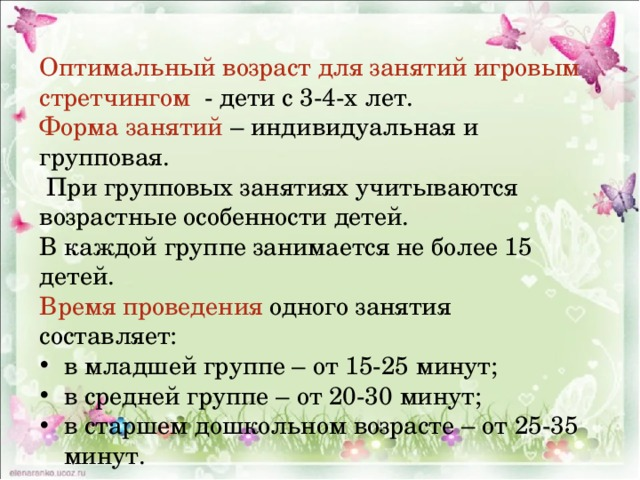 Оптимальный возраст для занятий игровым
стретчингом - дети с 3-4-х лет.
Форма занятий – индивидуальная и
групповая.
При групповых занятиях учитываются
возрастные особенности детей.
В каждой группе занимается не более 15
детей.
Время проведения одного занятия
составляет:
• в младшей группе – от 15-25 минут;
• в средней группе – от 20-30 минут;
• в старшем дошкольном возрасте – от 25-35
минут.
elenaranko.ucoz.ru